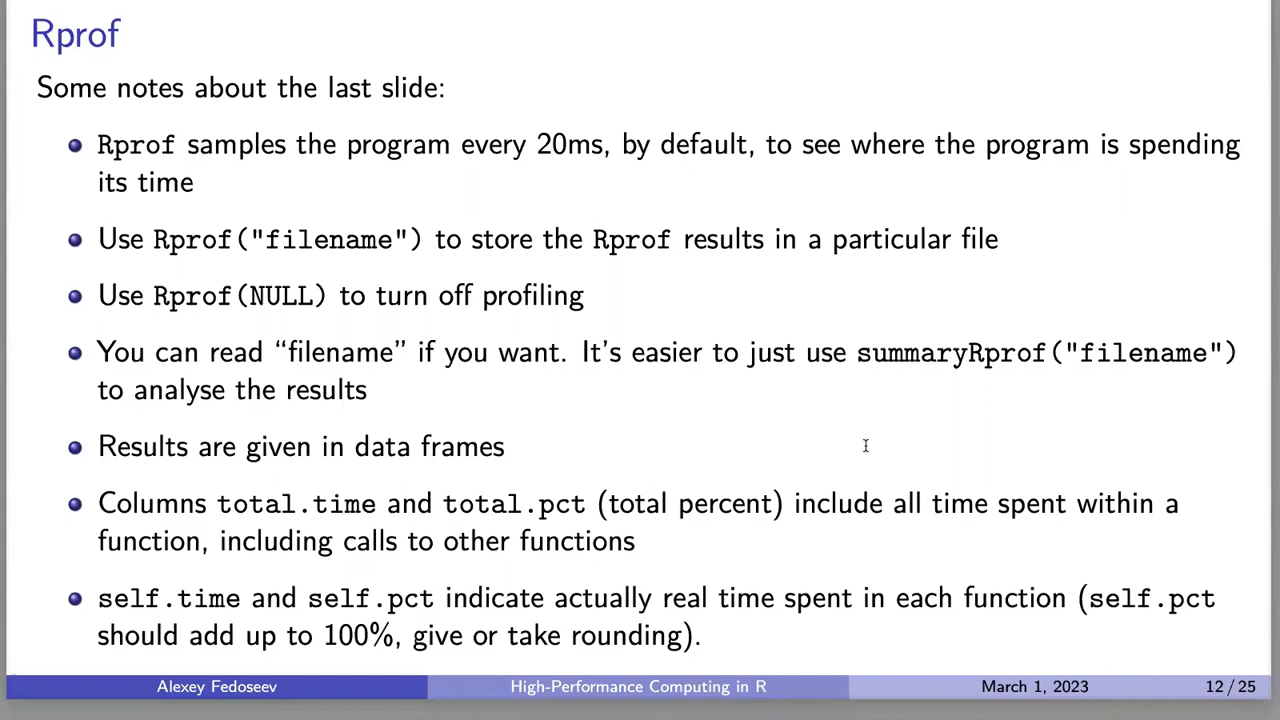 Rprof
Some notes about the last slide:
Rprof samples the program every 20ms, by default, to see where the program is spending
its time
Use Rprof("filename") to store the Rprof results in a particular file
Use Rprof(NULL) to turn off profiling
You can read “filename” if you want. It's easier to just use summaryRprof("filename")
to analyse the results
Results are given in data frames
Columns total.time and total.pct (total percent) include all time spent within a
function, including calls to other functions
self.time and self.pct indicate actually real time spent in each function (self.pct
should add up to 100%, give or take rounding).
Alexey Fedoseev High-Performance Computing in R March 1, 2023 12 / 25